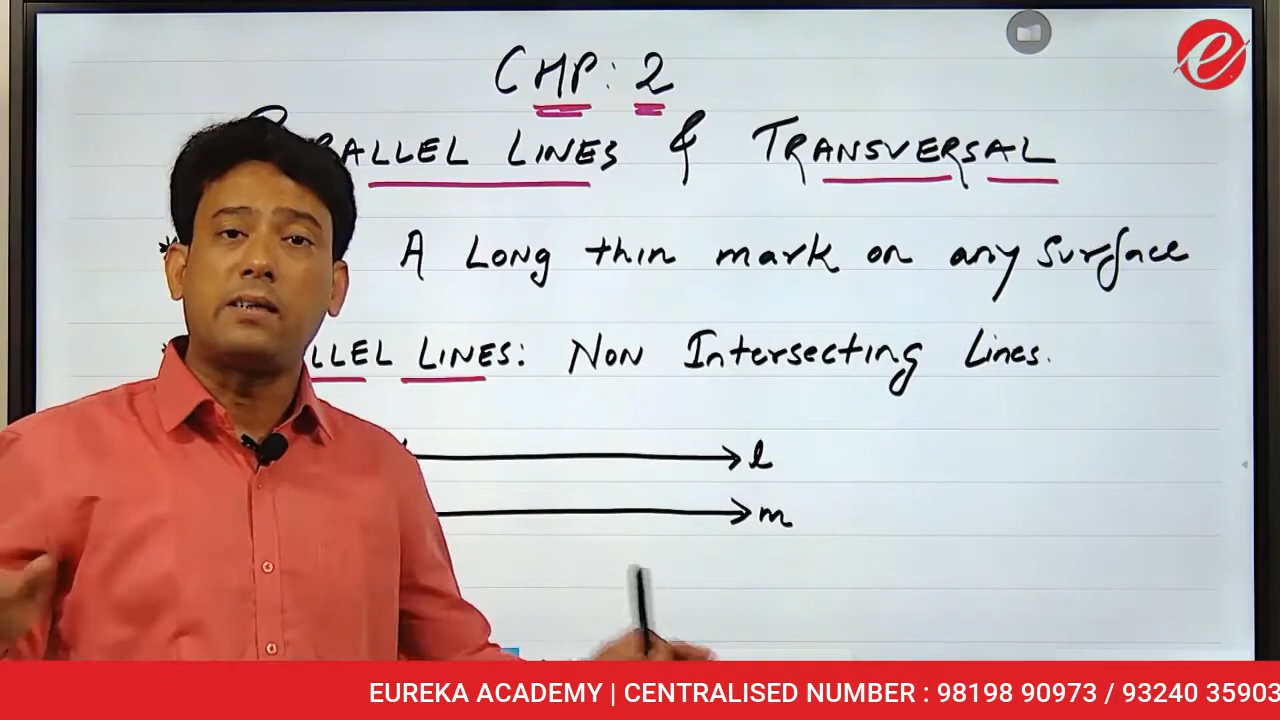 CHP: 2
PARALLEL LINES & TRANSVERSAL
* A Long thin mark on any surface
* LLEL LINES: NON Intersecting Lines.
l
m
e
EUREKA ACADEMY | CENTRALISED NUMBER : 98198 90973 / 93240 35903